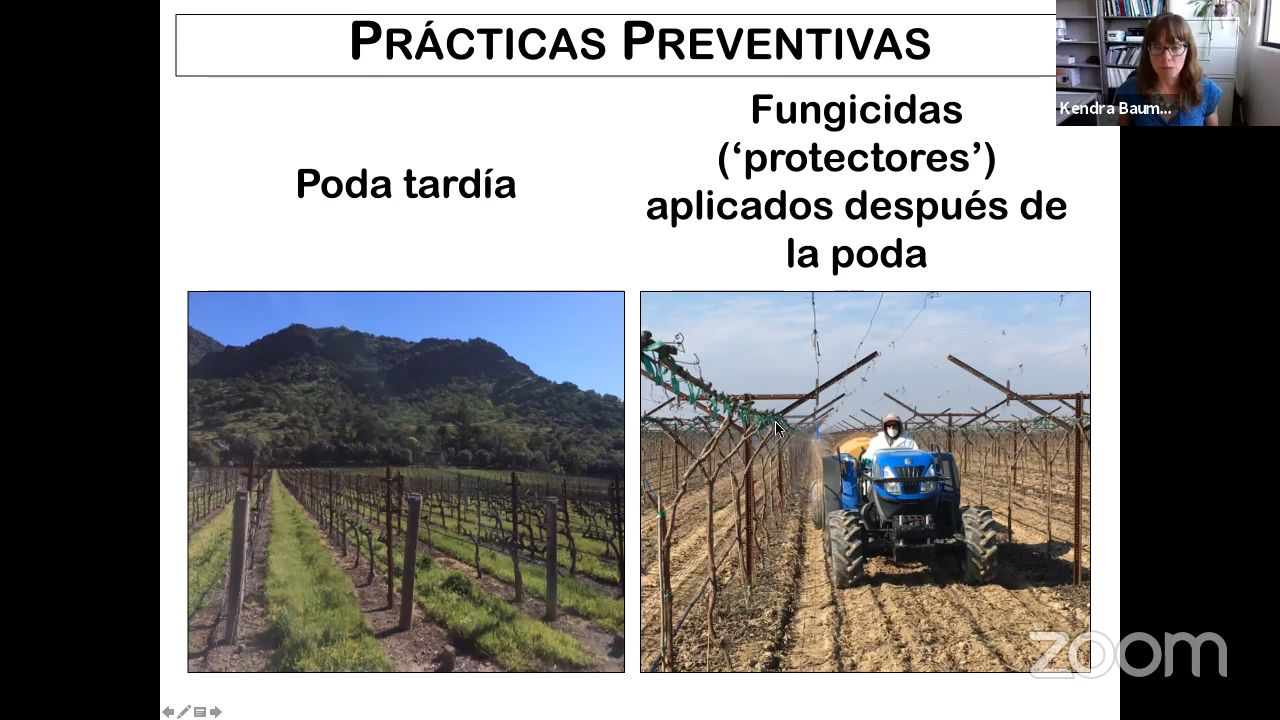 PRÁCTICAS PREVENTIVAS
Kendra Baum...
Poda tardía
Fungicidas
(‘protectores’)
aplicados después de
la poda
zoom